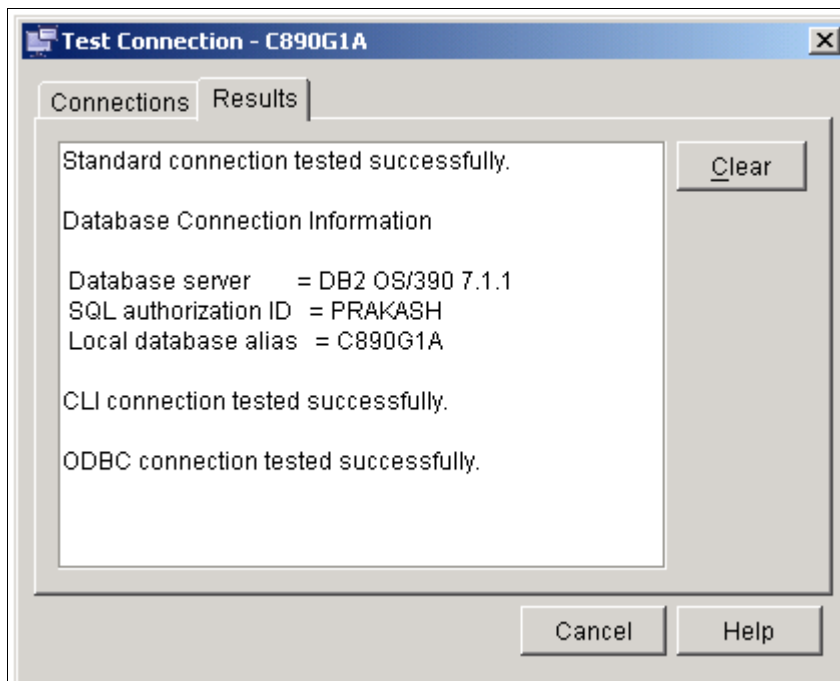 Test Connection - C890G1A
Connections
Results
Standard connection tested successfully.
Database Connection Information
Database server = DB2 OS/390 7.1.1
SQL authorization ID = PRAKASH
Local database alias = C890G1A
CLI connection tested successfully.
ODBC connection tested successfully.
Clear
Cancel
Help